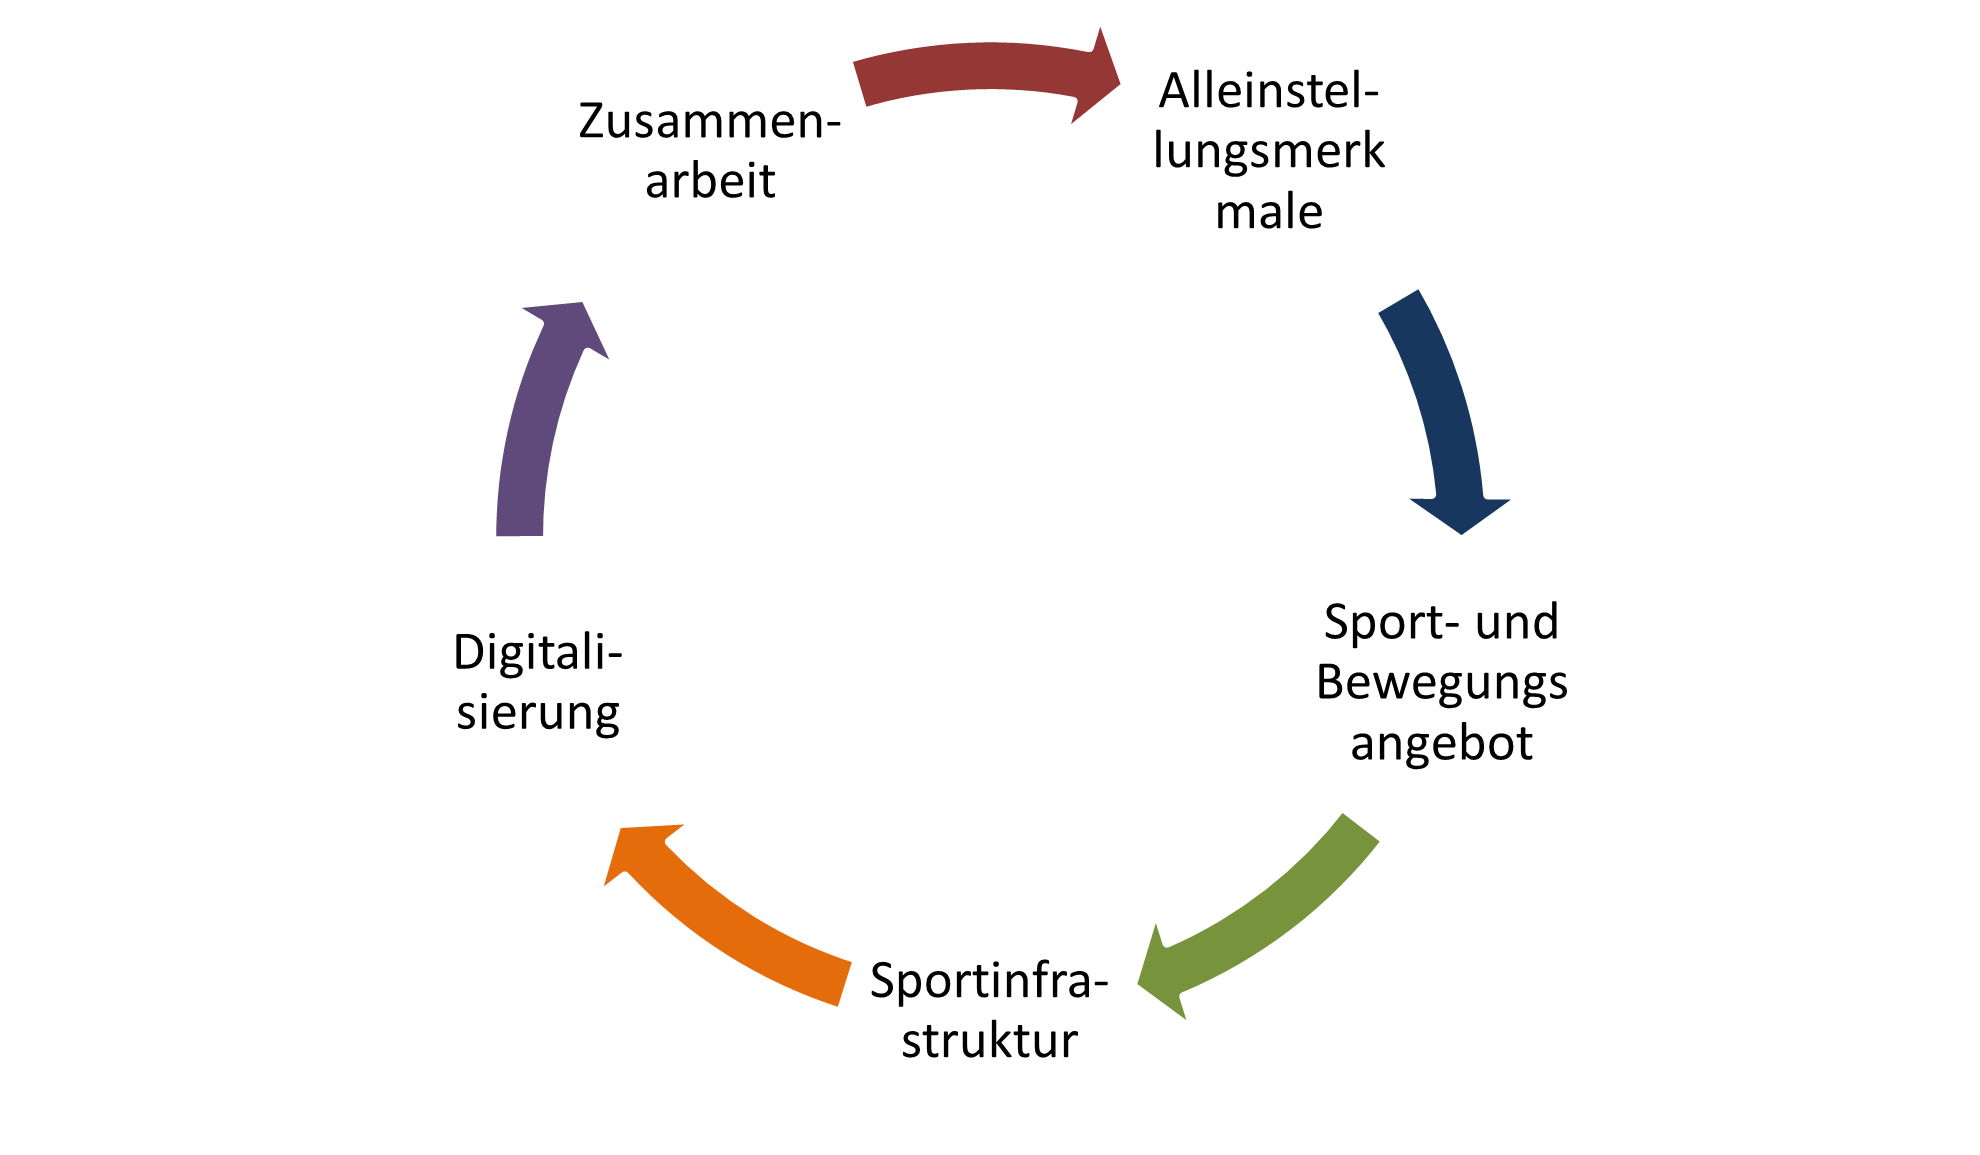 Zusammen-
arbeit
Alleinstel-
lungsmerk
male
Sport- und
Bewegungs
angebot
Sportinfra-
struktur
Digitali-
sierung